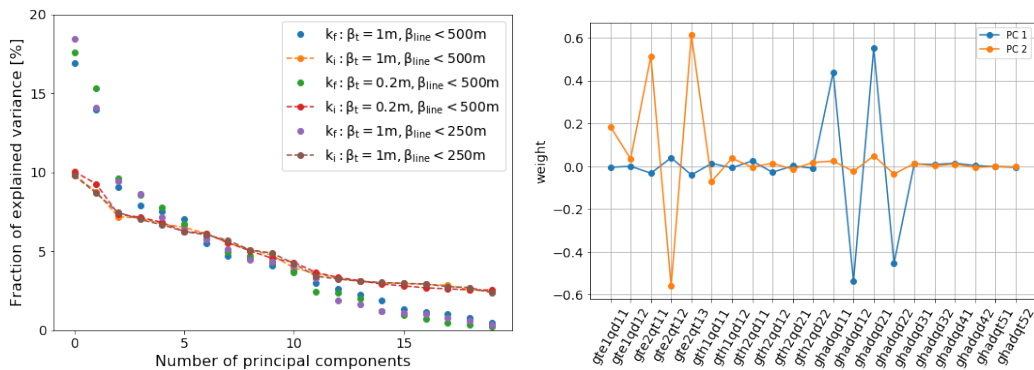 20
15
10
5
0
Fraction of explained variance [%]
0 5 10 15
Number of principal components
k_f : β_t = 1m, β_line < 500m
k_i : β_t = 1m, β_line < 500m
k_f : β_t = 0.2m, β_line < 500m
k_i : β_t = 0.2m, β_line < 500m
k_f : β_t = 1m, β_line < 250m
k_i : β_t = 1m, β_line < 250m
0.6
0.4
0.2
0.0
−0.2
−0.4
−0.6
weight
PC 1
PC 2
gte1qd11
gte1qd12
gte2qt11
gte2qt12
gte2qt13
gth1qd11
gth1qd12
gth2qd11
gth2qd12
gth2qd21
gth2qd22
ghadqd11
ghadqd12
ghadqd21
ghadqd22
ghadqd31
ghadqd32
ghadqd41
ghadqd42
ghadqt51
ghadqt52